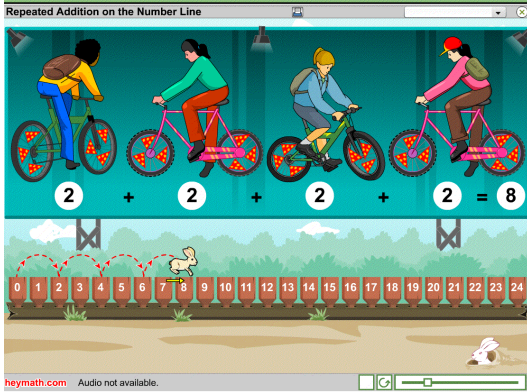 Repeated Addition on the Number Line
2 + 2 + 2 + 2 = 8
0 1 2 3 4 5 6 7 8 9 10 11 12 13 14 15 16 17 18 19 20 21 22 23 24
heymath.com Audio not available.